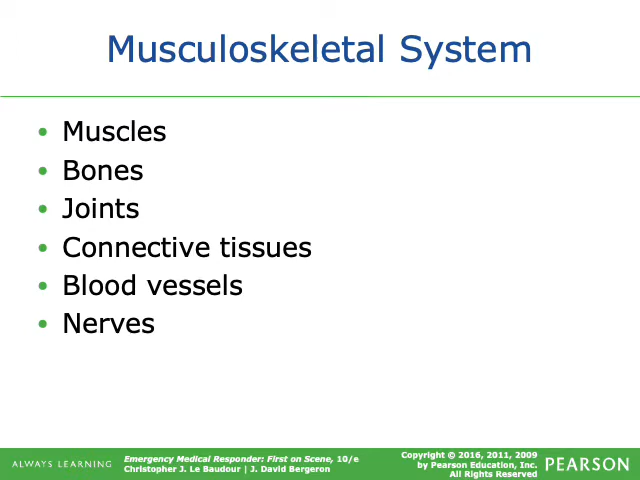 Musculoskeletal System
• Muscles
• Bones
• Joints
• Connective tissues
• Blood vessels
• Nerves
ALWAYS LEARNING
Emergency Medical Responder: First on Scene, 10/e
Christopher J. Le Baudour | J. David Bergeron
Copyright © 2016, 2011, 2009
by Pearson Education, Inc.
All Rights Reserved
PEARSON